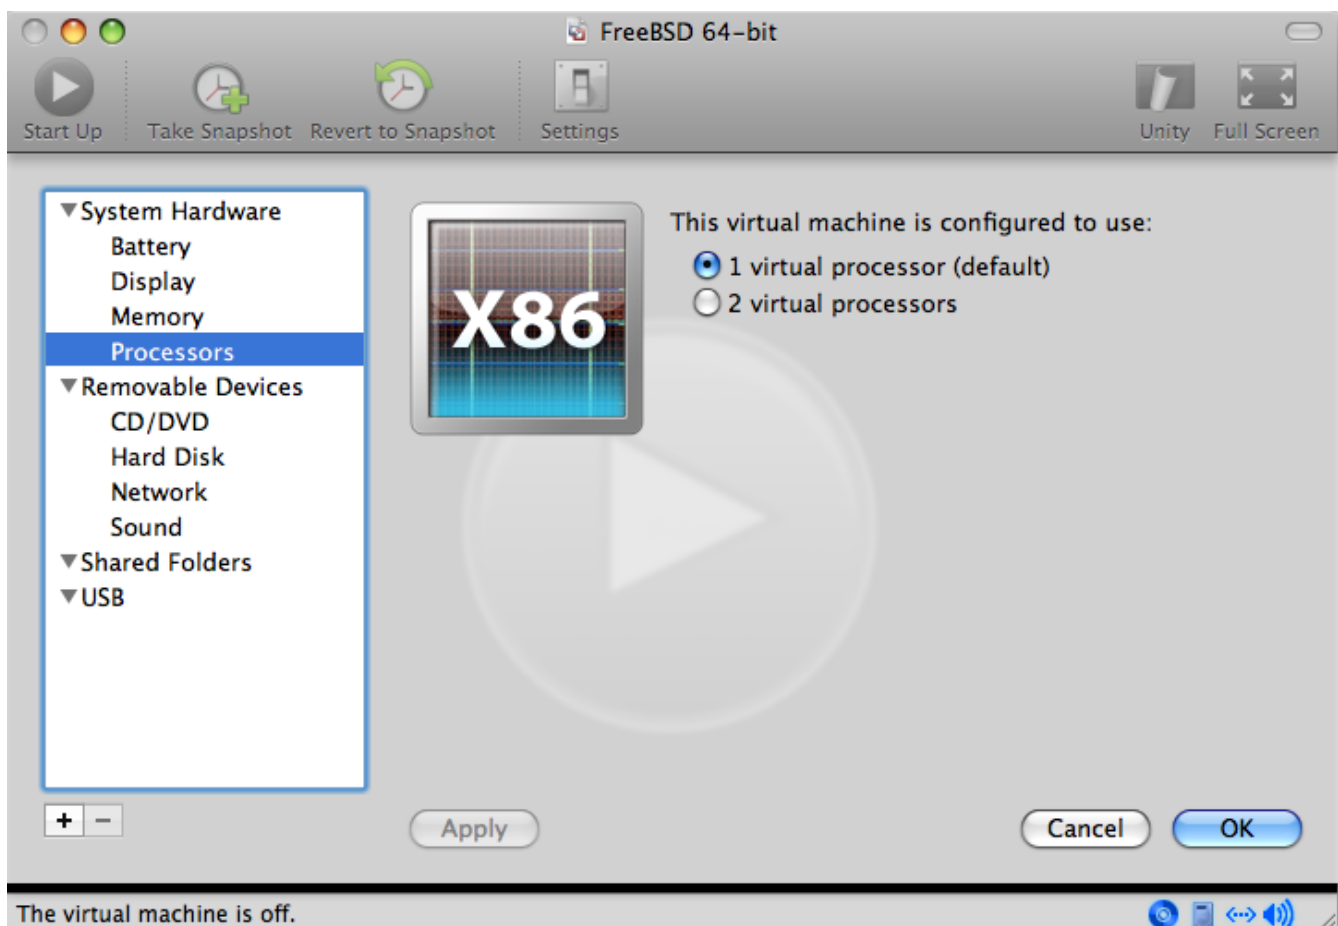 FreeBSD 64-bit
Start Up
Take Snapshot
Revert to Snapshot
Settings
Unity
Full Screen
System Hardware
Battery
Display
Memory
Processors
Removable Devices
CD/DVD
Hard Disk
Network
Sound
Shared Folders
USB
X86
This virtual machine is configured to use:
1 virtual processor (default)
2 virtual processors
+ −
Apply
Cancel
OK
The virtual machine is off.